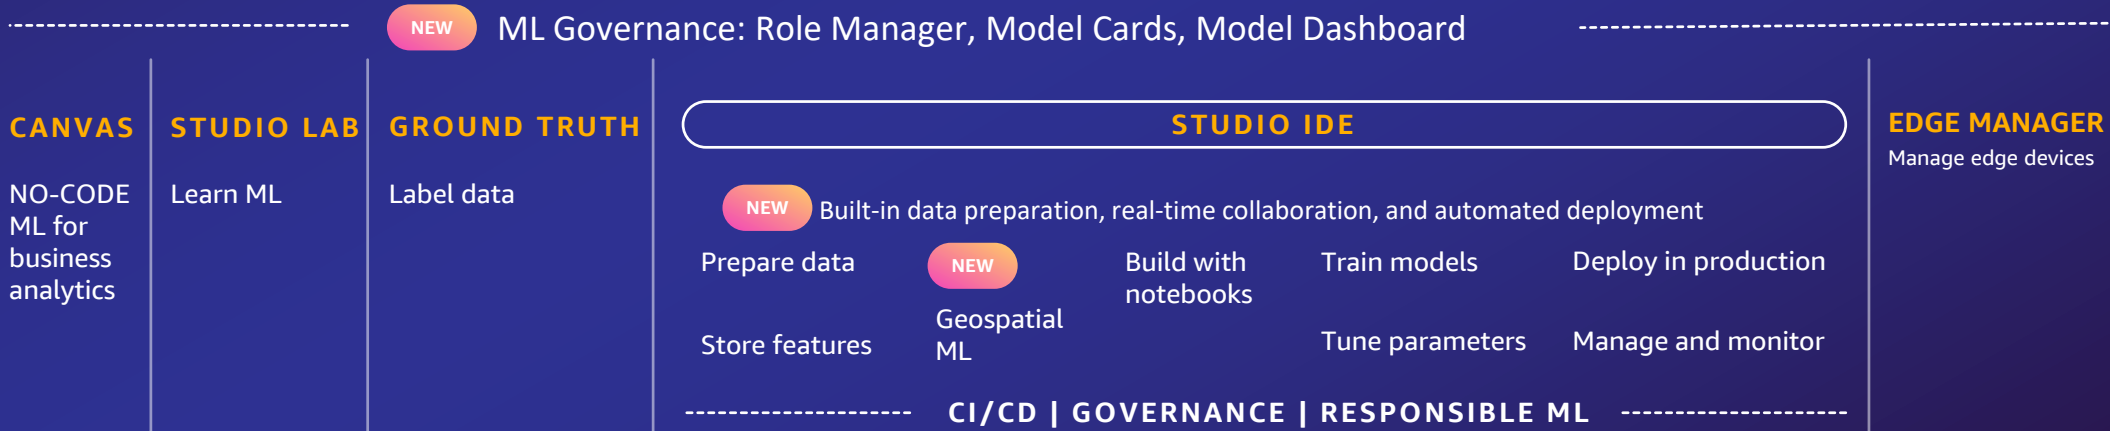 NEW ML Governance: Role Manager, Model Cards, Model Dashboard
CANVAS
NO-CODE
ML for
business
analytics
STUDIO LAB
Learn ML
GROUND TRUTH
Label data
STUDIO IDE
NEW Built-in data preparation, real-time collaboration, and automated deployment
Prepare data
Store features
NEW
Geospatial
ML
Build with
notebooks
Train models
Tune parameters
Deploy in production
Manage and monitor
CI/CD | GOVERNANCE | RESPONSIBLE ML
EDGE MANAGER
Manage edge devices